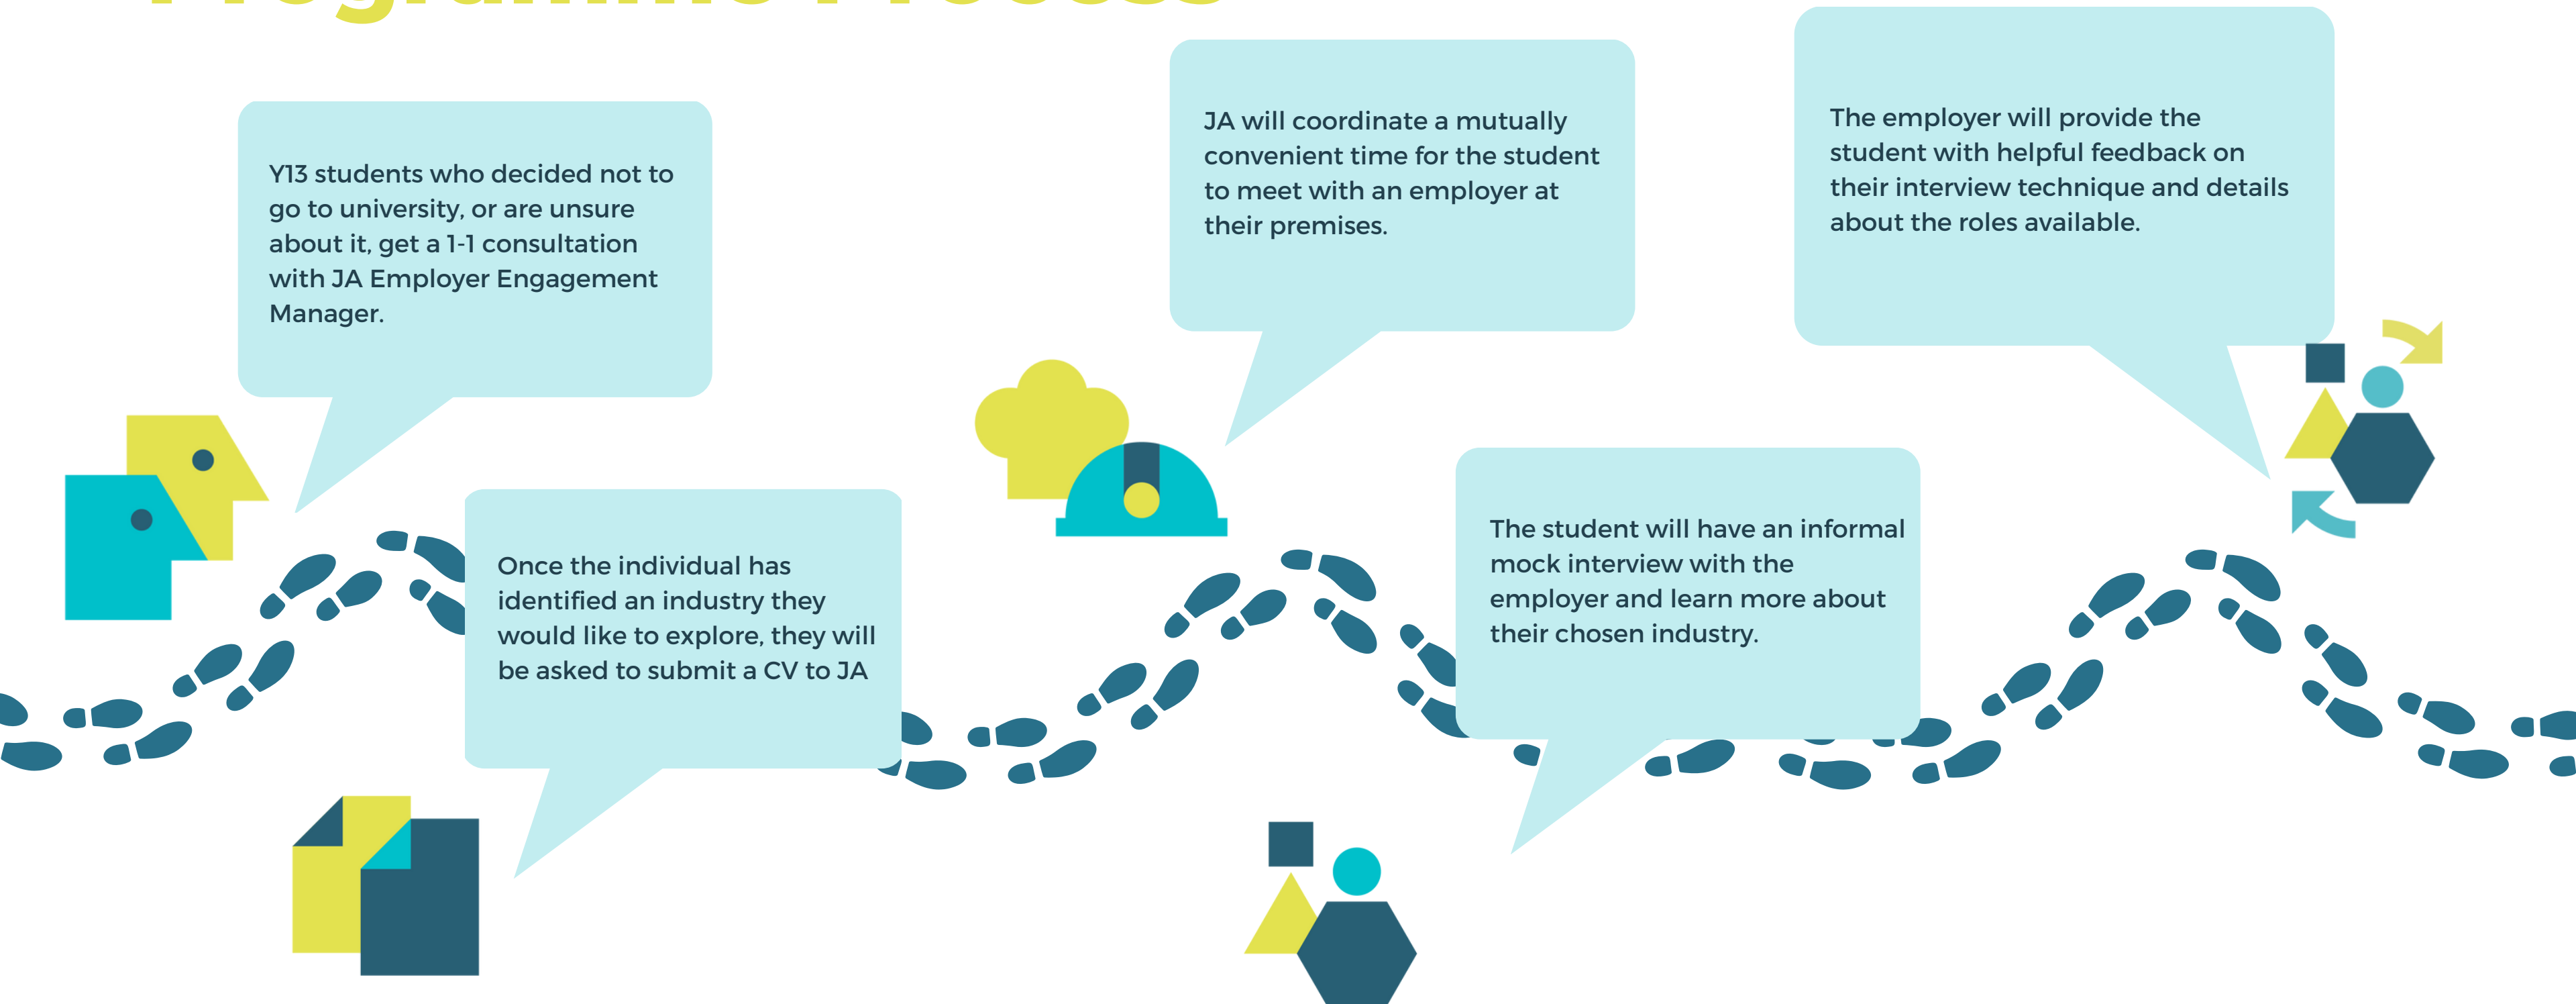 Programme Process
Y13 students who decided not to
go to university, or are unsure
about it, get a 1-1 consultation
with JA Employer Engagement
Manager.
Once the individual has
identified an industry they
would like to explore, they will
be asked to submit a CV to JA
JA will coordinate a mutually
convenient time for the student
to meet with an employer at
their premises.
The student will have an informal
mock interview with the
employer and learn more about
their chosen industry.
The employer will provide the
student with helpful feedback on
their interview technique and details
about the roles available.